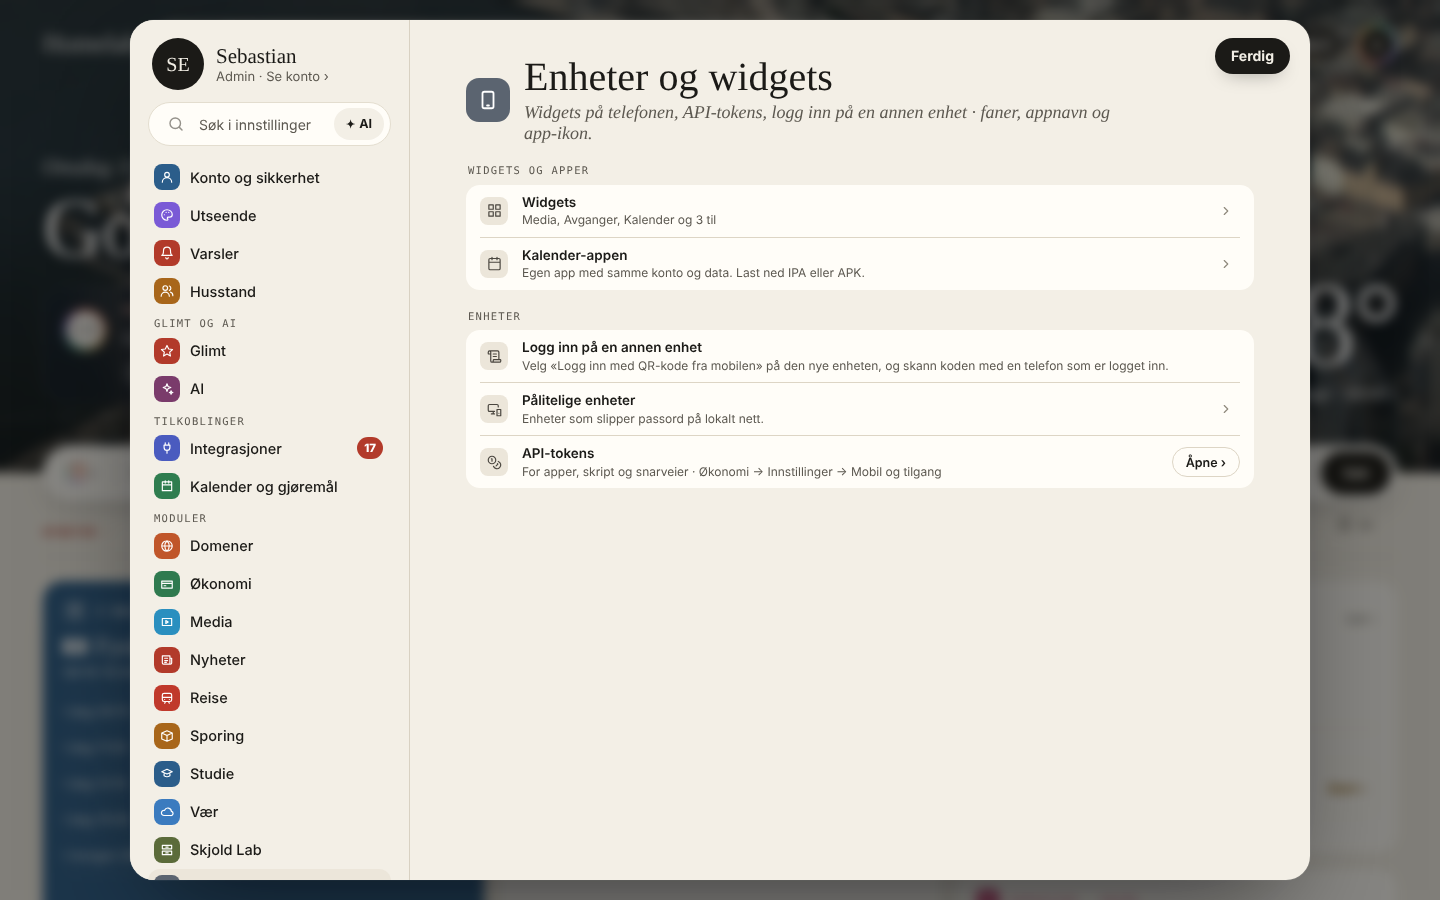 SE
Sebastian
Admin · Se konto ›
Søk i innstillinger
✦ AI
Konto og sikkerhet
Utseende
Varsler
Husstand
GLIMT OG AI
Glimt
AI
TILKOBLINGER
Integrasjoner
17
Kalender og gjøremål
MODULER
Domener
Økonomi
Media
Nyheter
Reise
Sporing
Studie
Vær
Skjold Lab
Ferdig
Enheter og widgets
Widgets på telefonen, API-tokens, logg inn på en annen enhet · faner, appnavn og
app-ikon.
WIDGETS OG APPER
Widgets
Media, Avganger, Kalender og 3 til
Kalender-appen
Egen app med samme konto og data. Last ned IPA eller APK.
ENHETER
Logg inn på en annen enhet
Velg «Logg inn med QR-kode fra mobilen» på den nye enheten, og skann koden med en telefon som er logget inn.
Pålitelige enheter
Enheter som slipper passord på lokalt nett.
API-tokens
For apper, skript og snarveier · Økonomi → Innstillinger → Mobil og tilgang
Åpne ›
8°